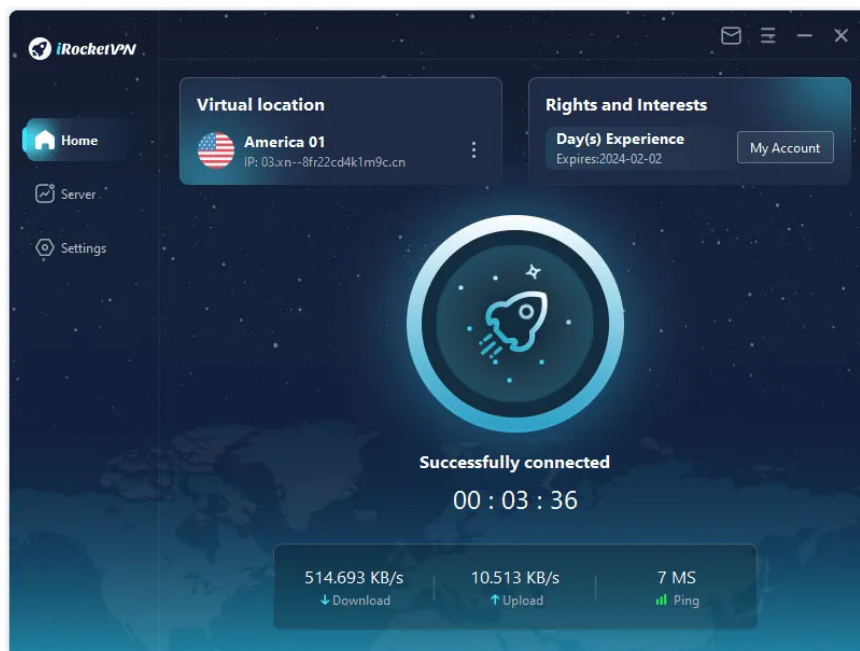 iRocketVPN
Home
Server
Settings
Virtual location
America 01
IP: 03.xn--8fr22cd4k1m9c.cn
Rights and Interests
Day(s) Experience
Expires:2024-02-02
My Account
Successfully connected
00 : 03 : 36
514.693 KB/s
Download
10.513 KB/s
Upload
7 MS
Ping